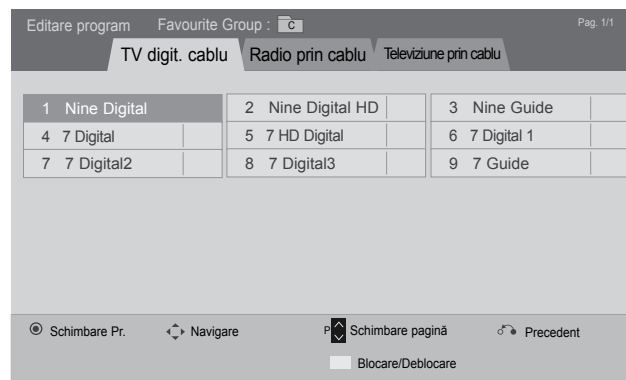 Editare program Favourite Group : C Pag. 1/1
TV digit. cablu Radio prin cablu Televiziune prin cablu
1 Nine Digital 2 Nine Digital HD 3 Nine Guide
4 7 Digital 5 7 HD Digital 6 7 Digital 1
7 7 Digital2 8 7 Digital3 9 7 Guide
Schimbare Pr. Navigare P Schimbare pagină Precedent
Blocare/Deblocare